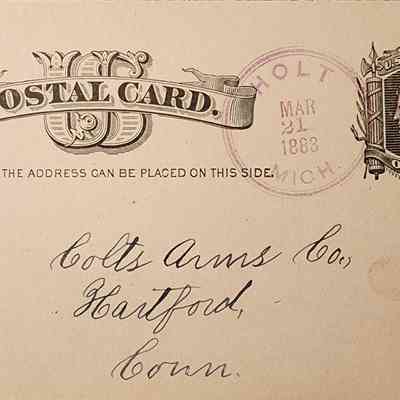 US
POSTAL CARD.
THE ADDRESS CAN BE PLACED ON THIS SIDE.
HOLT
MAR
21
1883
MICH.
Colts Arms Co.,
Hartford,
Conn.